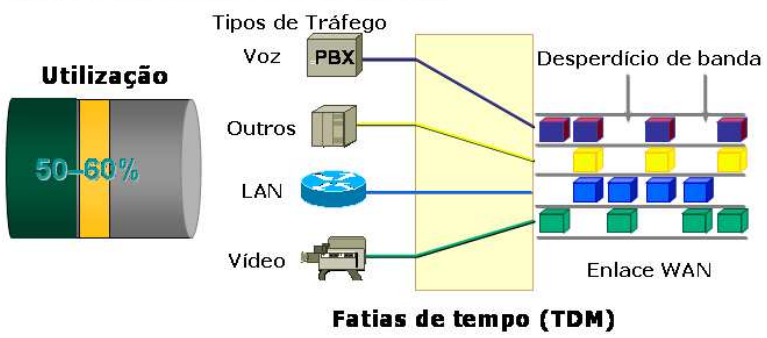 Tipos de Tráfego
Voz
PBX
Desperdício de banda
Utilização
Outros
50–60%
LAN
Vídeo
Enlace WAN
Fatias de tempo (TDM)